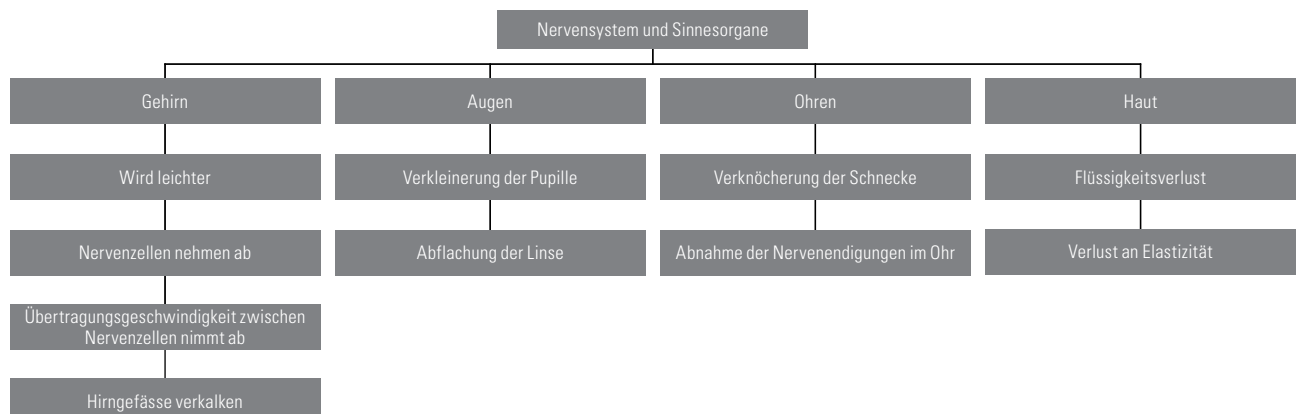 Nervensystem und Sinnesorgane
Gehirn
Augen
Ohren
Haut
Wird leichter
Verkleinerung der Pupille
Verknöcherung der Schnecke
Flüssigkeitsverlust
Nervenzellen nehmen ab
Abflachung der Linse
Abnahme der Nervenendigungen im Ohr
Verlust an Elastizität
Übertragungsgeschwindigkeit zwischen
Nervenzellen nimmt ab
Hirngefässe verkalken